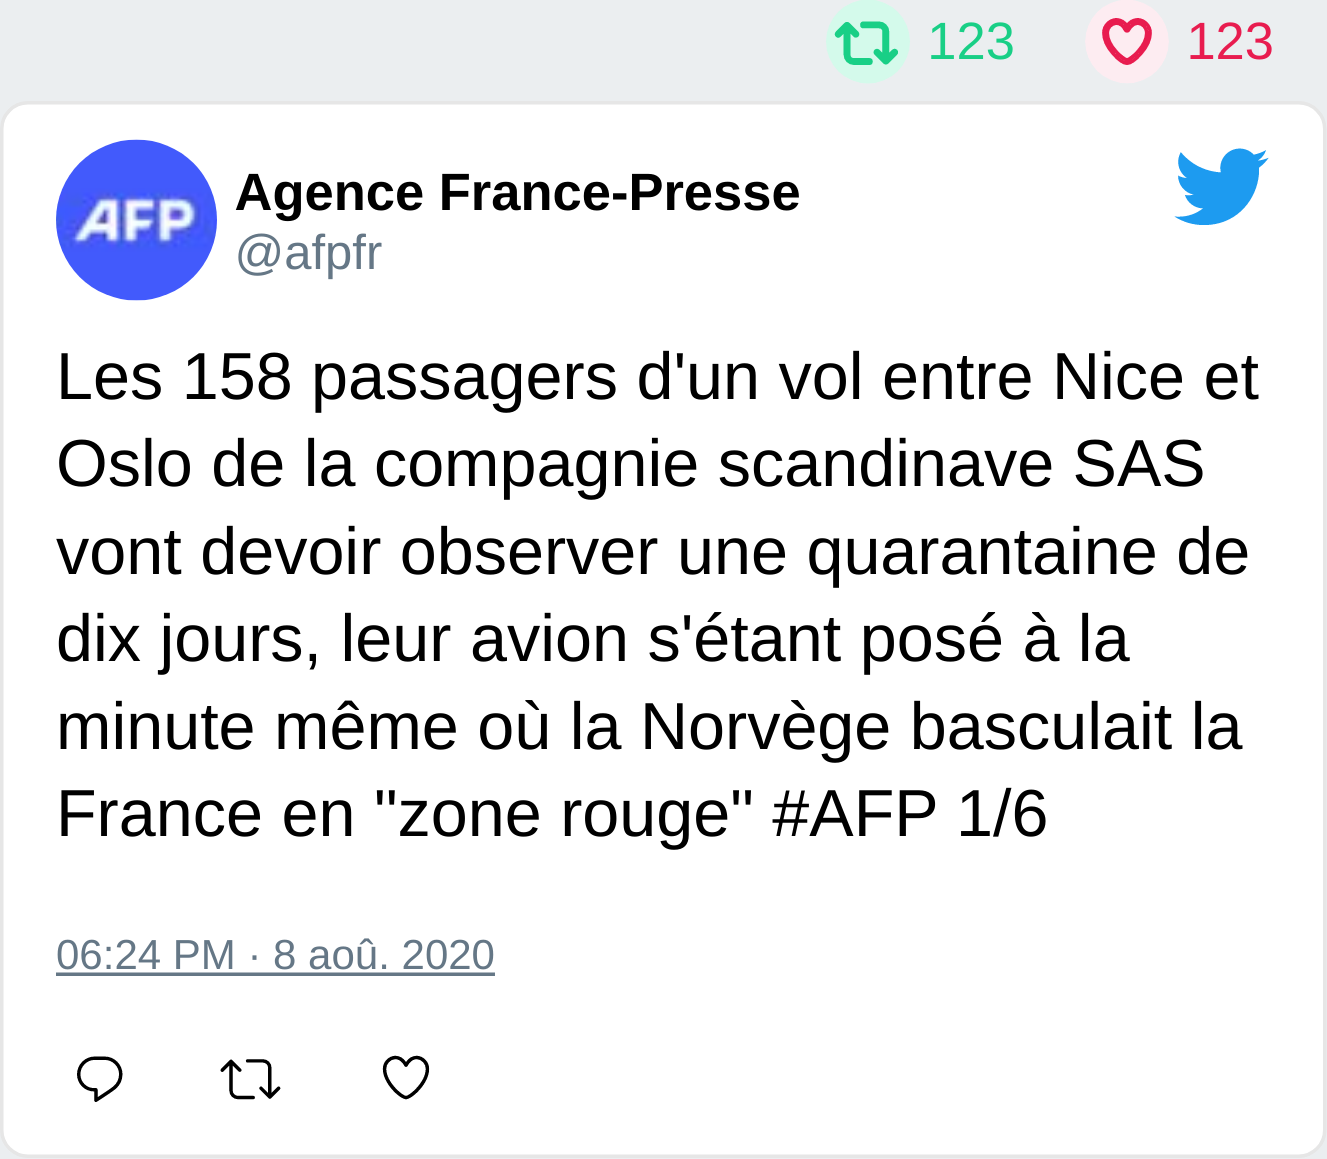 123 123
AFP
Agence France-Presse
@afpfr
Les 158 passagers d'un vol entre Nice et
Oslo de la compagnie scandinave SAS
vont devoir observer une quarantaine de
dix jours, leur avion s'étant posé à la
minute même où la Norvège basculait la
France en "zone rouge" #AFP 1/6
06:24 PM · 8 aoû. 2020